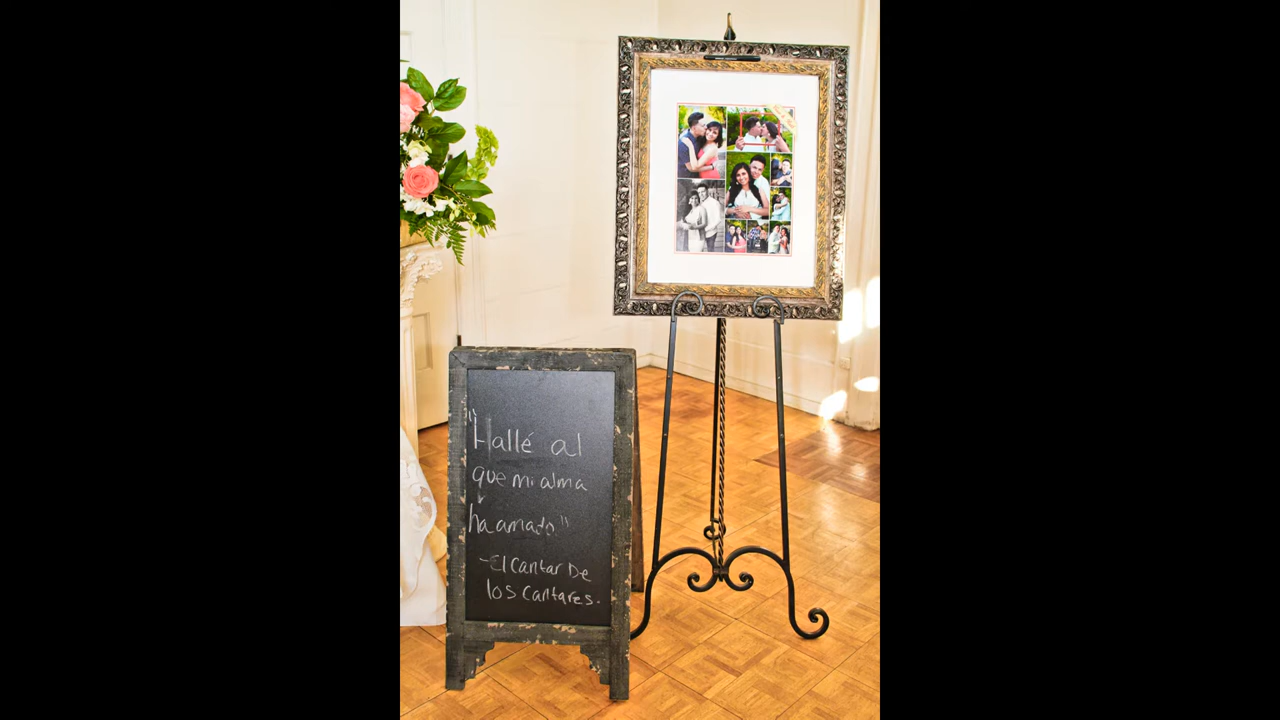 "Hallé al
que mi alma
ha amado"
-El Cantar De
los Cantares.